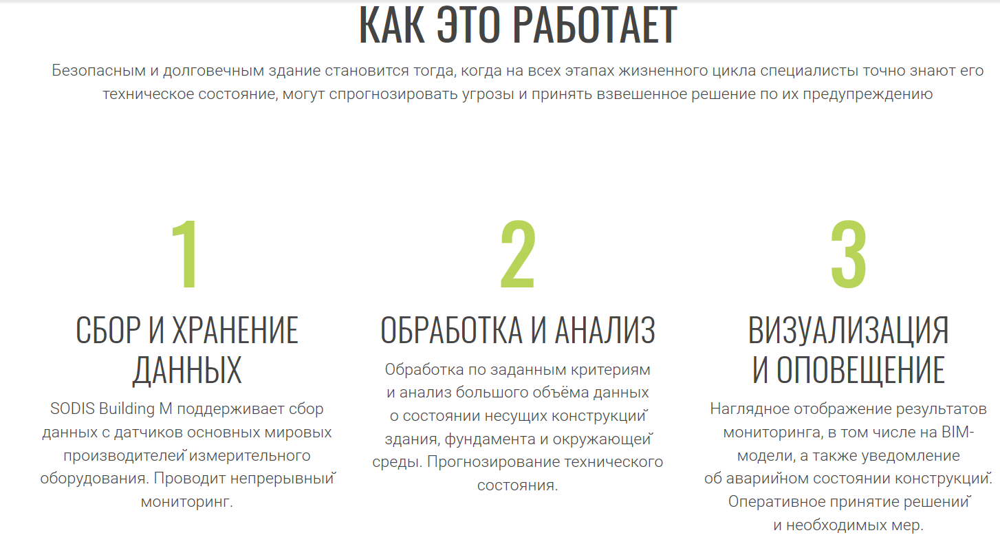 КАК ЭТО РАБОТАЕТ
Безопасным и долговечным здание становится тогда, когда на всех этапах жизненного цикла специалисты точно знают его
техническое состояние, могут спрогнозировать угрозы и принять взвешенное решение по их предупреждению
1
СБОР И ХРАНЕНИЕ
ДАННЫХ
SODIS Building M поддерживает сбор
данных с датчиков основных мировых
производителей измерительного
оборудования. Проводит непрерывный
мониторинг.
2
ОБРАБОТКА И АНАЛИЗ
Обработка по заданным критериям
и анализ большого объёма данных
о состоянии несущих конструкций
здания, фундамента и окружающей
среды. Прогнозирование технического
состояния.
3
ВИЗУАЛИЗАЦИЯ
И ОПОВЕЩЕНИЕ
Наглядное отображение результатов
мониторинга, в том числе на BIM-
модели, а также уведомление
об аварийном состоянии конструкций.
Оперативное принятие решений
и необходимых мер.